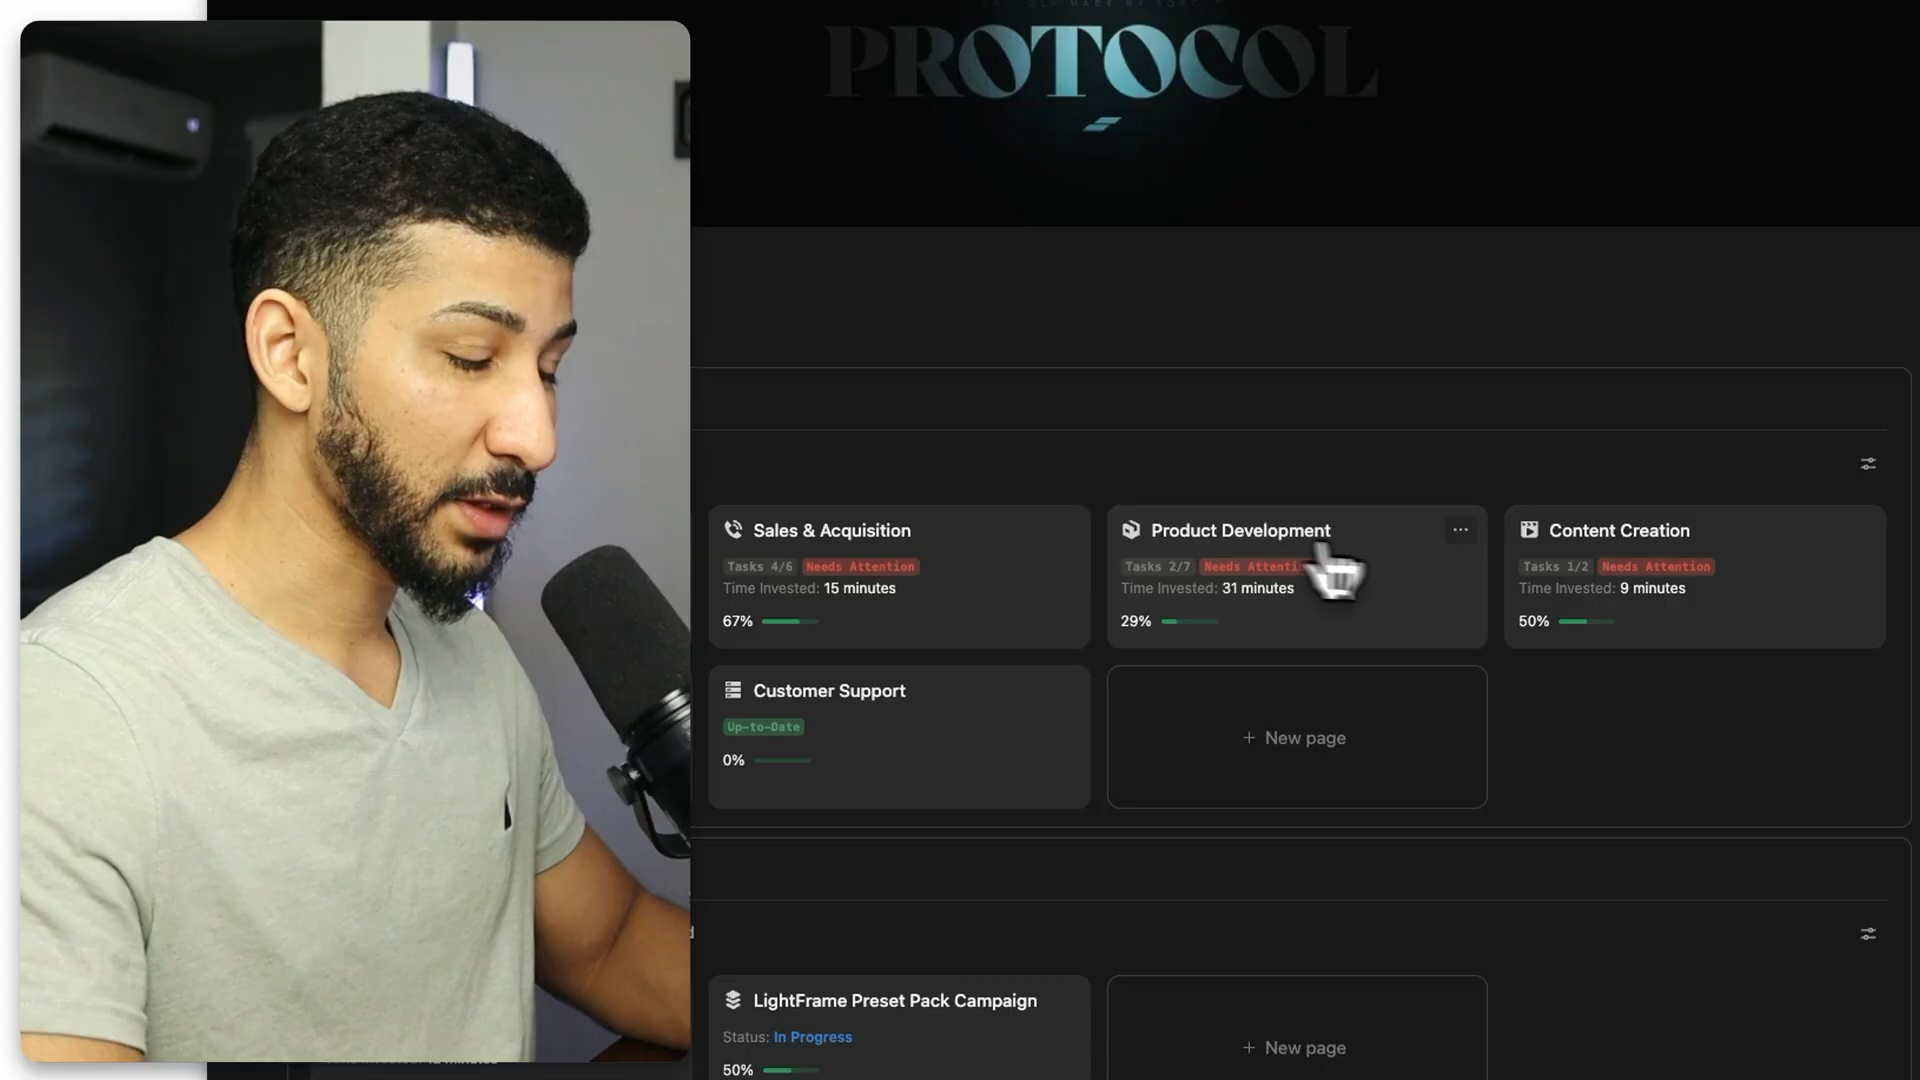 PROTOCOL
Sales & Acquisition
Tasks 4/6 Needs Attention
Time Invested: 15 minutes
67%
Product Development
Tasks 2/7 Needs Attenti
Time Invested: 31 minutes
29%
Content Creation
Tasks 1/2 Needs Attention
Time Invested: 9 minutes
50%
Customer Support
Up-to-Date
0%
+ New page
LightFrame Preset Pack Campaign
Status: In Progress
50%
+ New page